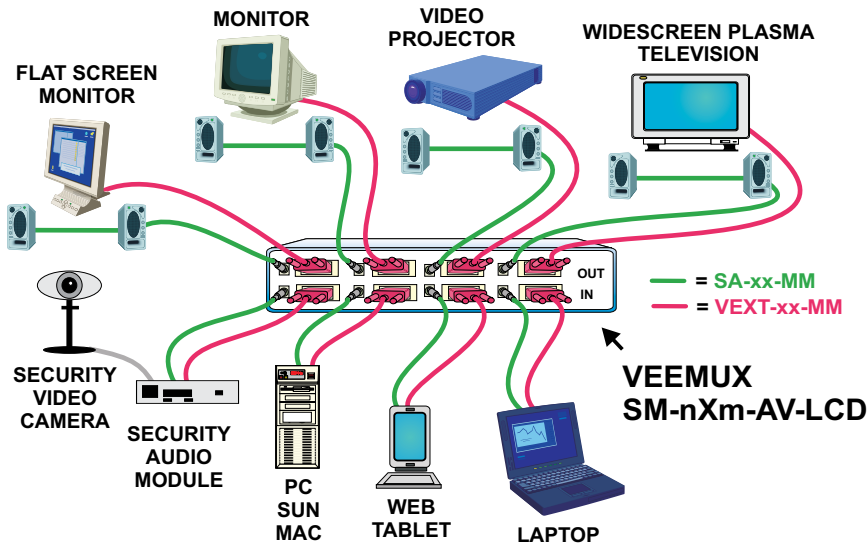 MONITOR
VIDEO
PROJECTOR
WIDESCREEN PLASMA
TELEVISION
FLAT SCREEN
MONITOR
OUT
IN
= SA-xx-MM
= VEXT-xx-MM
VEEMUX
SM-nXm-AV-LCD
SECURITY
VIDEO
CAMERA
SECURITY
AUDIO
MODULE
PC
SUN
MAC
WEB
TABLET
LAPTOP